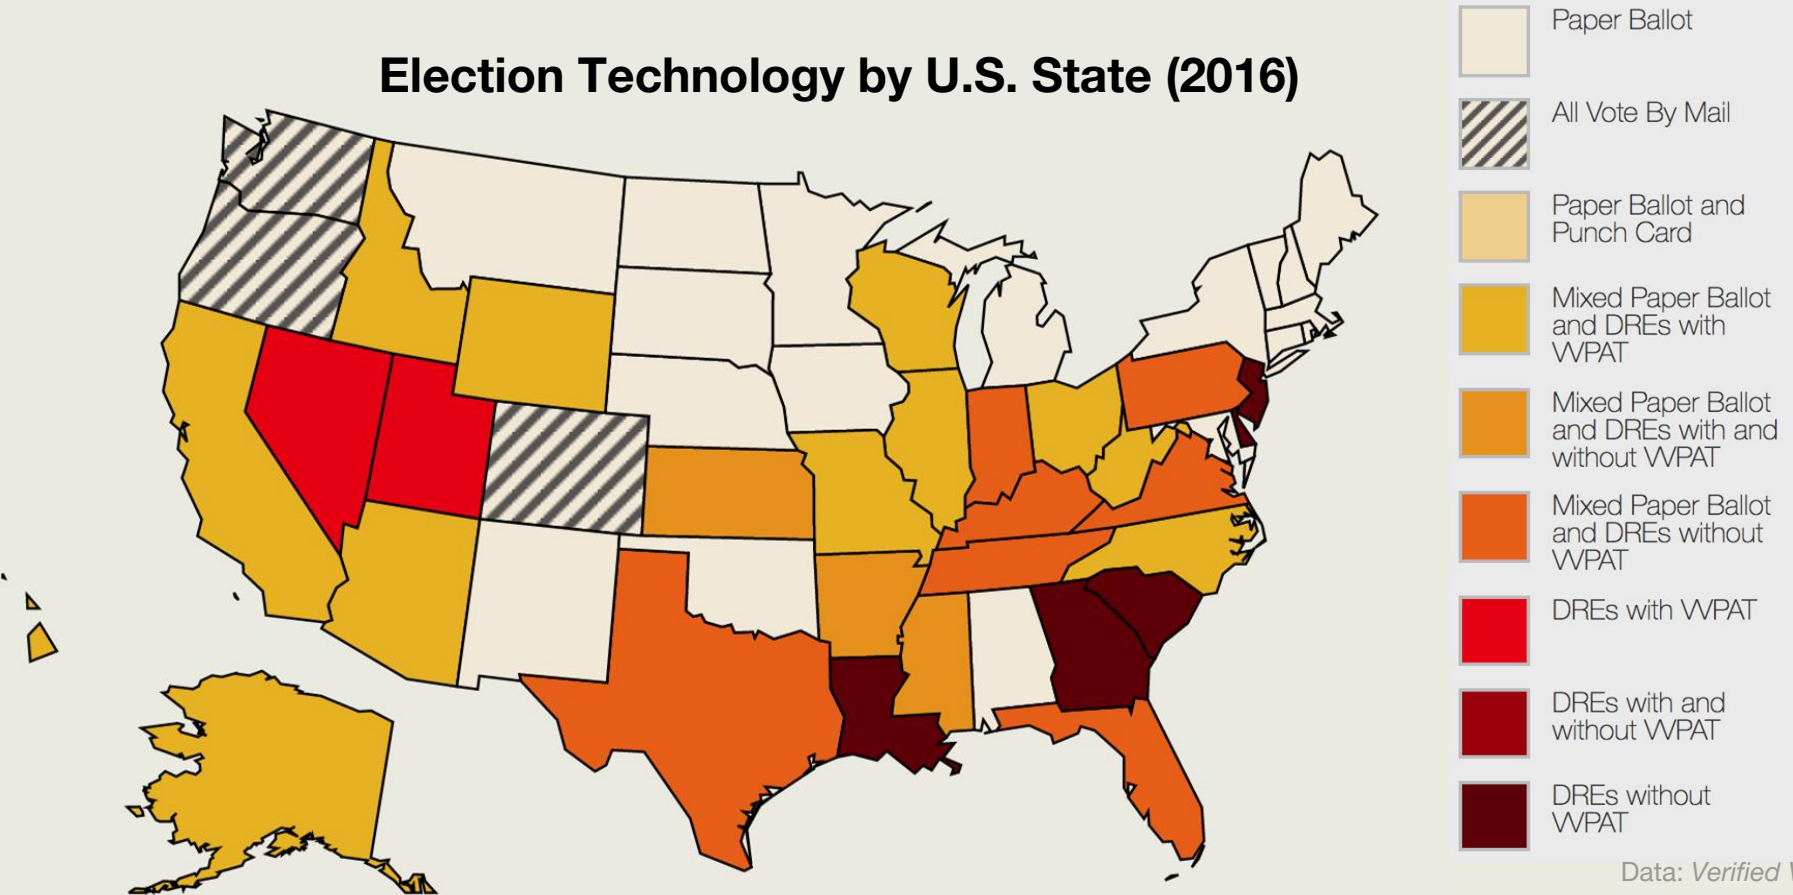 Election Technology by U.S. State (2016)
Paper Ballot
All Vote By Mail
Paper Ballot and
Punch Card
Mixed Paper Ballot
and DREs with
VVPAT
Mixed Paper Ballot
and DREs with and
without VVPAT
Mixed Paper Ballot
and DREs without
VVPAT
DREs with VVPAT
DREs with and
without VVPAT
DREs without
VVPAT
Data: Verified